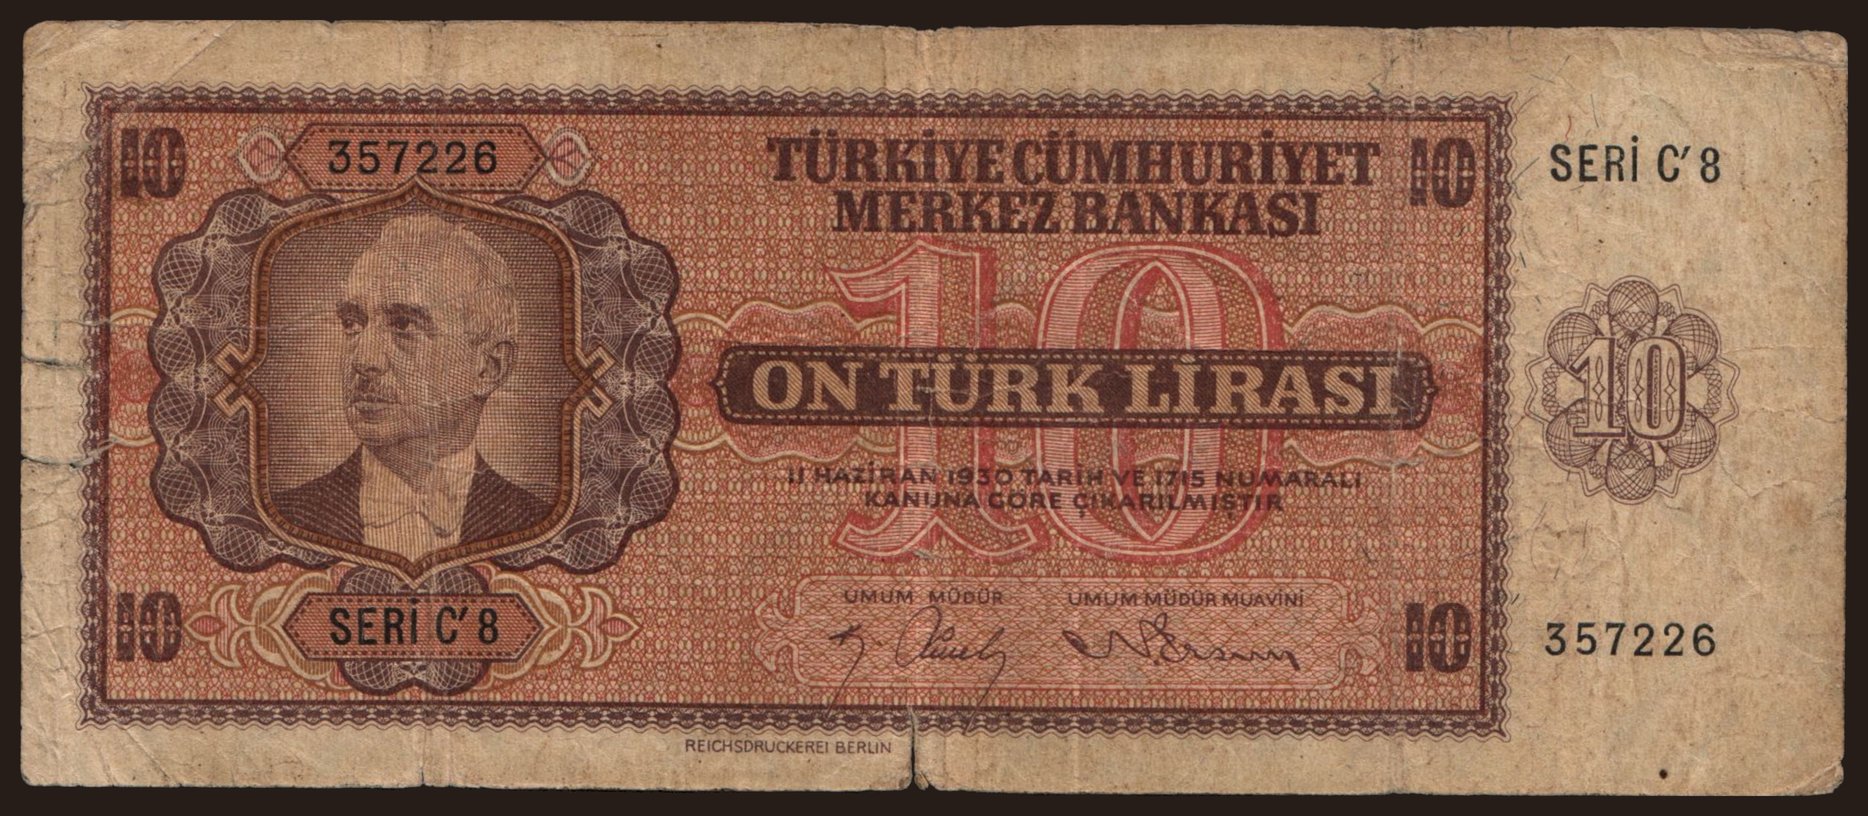 10
357226
TÜRKİYE CÜMHURİYET
MERKEZ BANKASI
10
SERİ C'8
10
ON TÜRK LİRASI
10
11 HAZİRAN 1930 TARİH VE 1715 NUMARALI
KANUNA GÖRE ÇIKARILMIŞTIR
UMUM MÜDÜR
UMUM MÜDÜR MUAVİNİ
10
SERİ C'8
10
357226
REICHSDRUCKEREI BERLIN